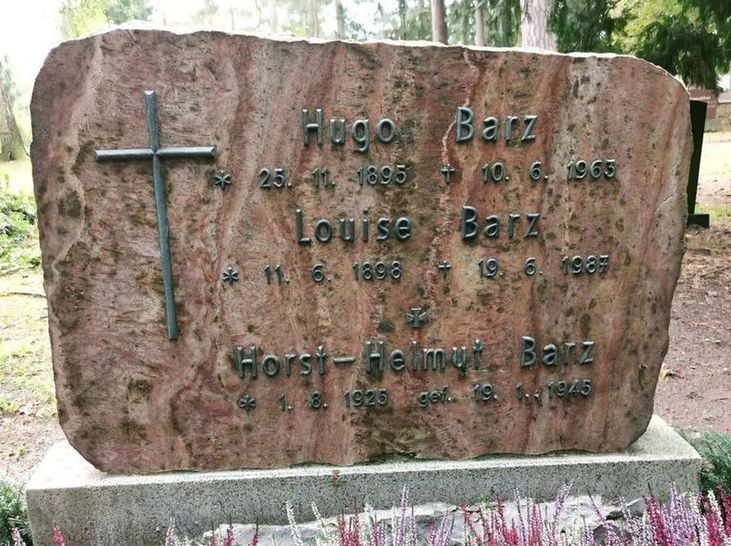 Hugo Barz
* 25. 11. 1895 † 10. 6. 1963
Louise Barz
* 11. 6. 1898 † 19. 6. 1987
Horst-Helmut Barz
* 1. 8. 1925 gef. 19. 1. 1945